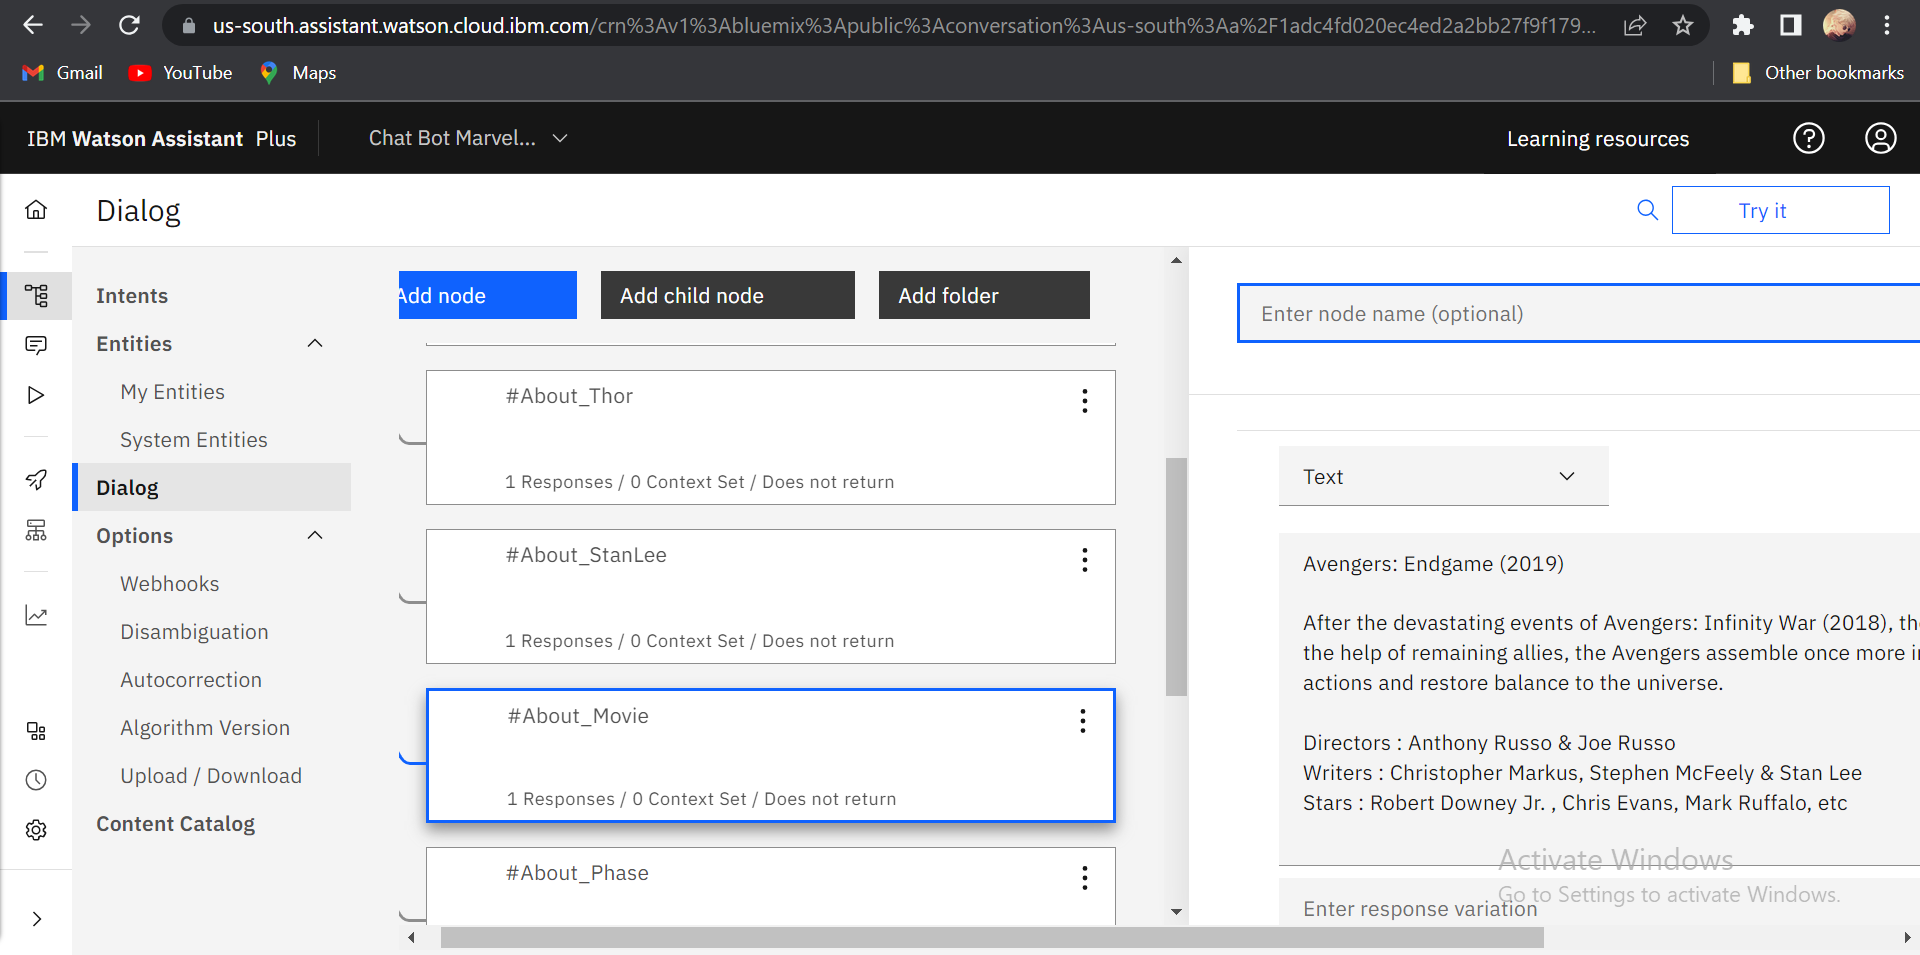 us-south.assistant.watson.cloud.ibm.com/crn%3Av1%3Abluemix%3Apublic%3Aconversation%3Aus-south%3Aa%2F1adc4fd020ec4ed2a2bb27f9f179...
Gmail YouTube Maps Other bookmarks
IBM Watson Assistant Plus Chat Bot Marvel... Learning resources
Dialog
Try it
Intents
Entities
My Entities
System Entities
Dialog
Options
Webhooks
Disambiguation
Autocorrection
Algorithm Version
Upload / Download
Content Catalog
Add node Add child node Add folder
#About_Thor
1 Responses / 0 Context Set / Does not return
#About_StanLee
1 Responses / 0 Context Set / Does not return
#About_Movie
1 Responses / 0 Context Set / Does not return
#About_Phase
Enter node name (optional)
Text
Avengers: Endgame (2019)
After the devastating events of Avengers: Infinity War (2018), th
the help of remaining allies, the Avengers assemble once more i
actions and restore balance to the universe.
Directors : Anthony Russo & Joe Russo
Writers : Christopher Markus, Stephen McFeely & Stan Lee
Stars : Robert Downey Jr. , Chris Evans, Mark Ruffalo, etc
Enter response variation
Activate Windows
Go to Settings to activate Windows.